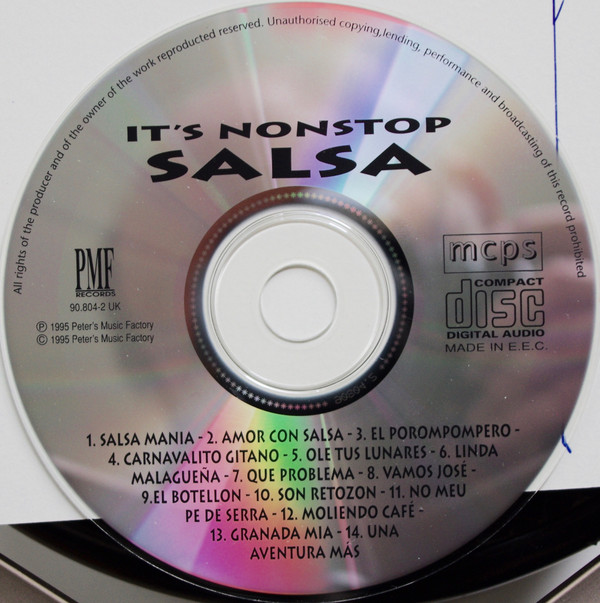 All rights of the producer and of the owner of the work reproduced reserved. Unauthorised copying,lending, performance and broadcasting of this record prohibited
IT'S NONSTOP
SALSA
PMF
RECORDS
90.804-2 UK
Ⓟ 1995 Peter's Music Factory
© 1995 Peter's Music Factory
mcps
COMPACT
disc
DIGITAL AUDIO
MADE IN E.E.C.
1. SALSA MANIA - 2. AMOR CON SALSA - 3. EL POROMPOMPERO -
4. CARNAVALITO GITANO - 5. OLE TUS LUNARES - 6. LINDA
MALAGUEÑA - 7. QUE PROBLEMA - 8. VAMOS JOSÉ -
9.EL BOTELLON - 10. SON RETOZON - 11. NO MEU
PE DE SERRA - 12. MOLIENDO CAFÉ -
13. GRANADA MIA - 14. UNA
AVENTURA MÁS